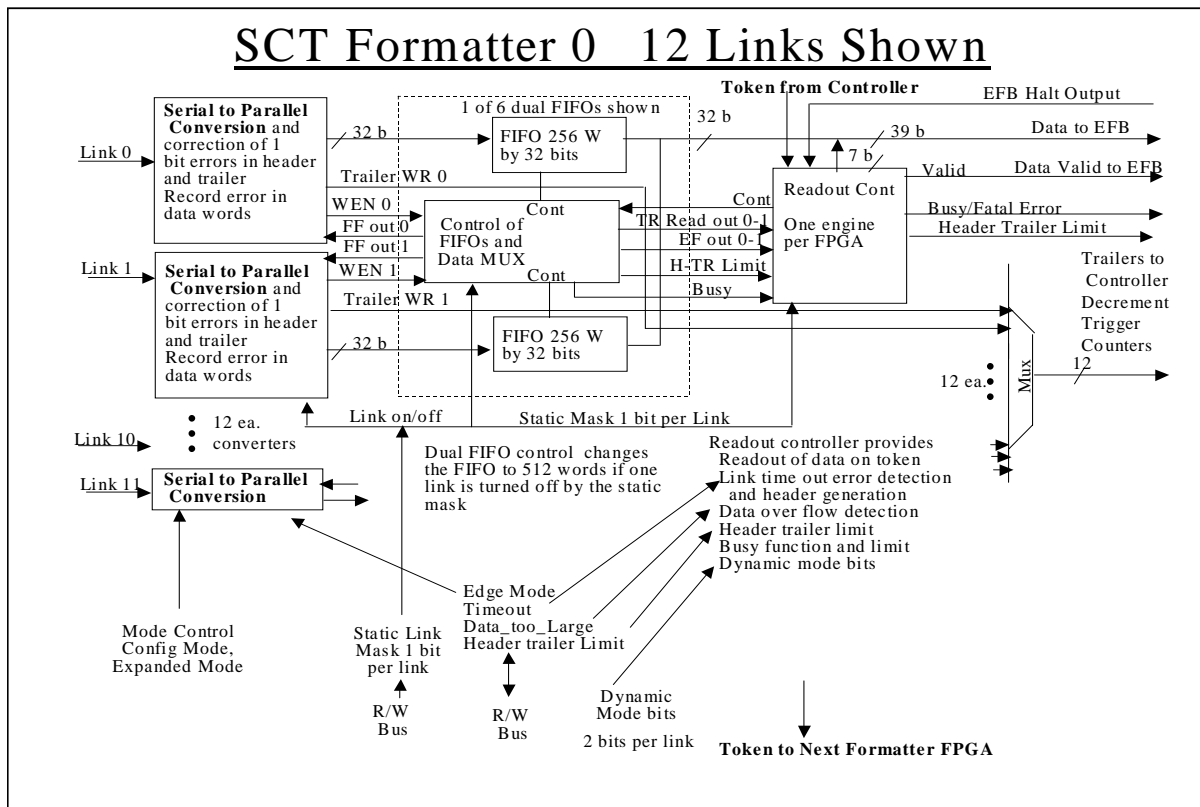 SCT Formatter 0 12 Links Shown
Token from Controller
EFB Halt Output
1 of 6 dual FIFOs shown
Serial to Parallel
Conversion and
correction of 1
bit errors in header
and trailer
Record error in
data words
Link 0
32 b
FIFO 256 W
by 32 bits
32 b
39 b
Data to EFB
7 b
Trailer WR 0
WEN 0
FF out 0
FF out 1
WEN 1
Trailer WR 1
Cont
Control of
FIFOs and
Data MUX
Cont
Cont
TR Read out 0-1
EF out 0-1
H-TR Limit
Busy
Readout Cont
One engine
per FPGA
Valid
Data Valid to EFB
Busy/Fatal Error
Header Trailer Limit
Link 1
Serial to Parallel
Conversion and
correction of 1
bit errors in header
and trailer
Record error in
data words
32 b
FIFO 256 W
by 32 bits
Trailers to
Controller
Decrement
Trigger
Counters
12 ea.
Mux
12
Link on/off
Static Mask 1 bit per Link
Link 10
12 ea.
converters
Link 11
Serial to Parallel
Conversion
Dual FIFO control changes
the FIFO to 512 words if one
link is turned off by the static
mask
Readout controller provides
Readout of data on token
Link time out error detection
and header generation
Data over flow detection
Header trailer limit
Busy function and limit
Dynamic mode bits
Edge Mode
Timeout
Data_too_Large
Header trailer Limit
Mode Control
Config Mode,
Expanded Mode
Static Link
Mask 1 bit
per link
R/W
Bus
R/W
Bus
Dynamic
Mode bits
2 bits per link
Token to Next Formatter FPGA